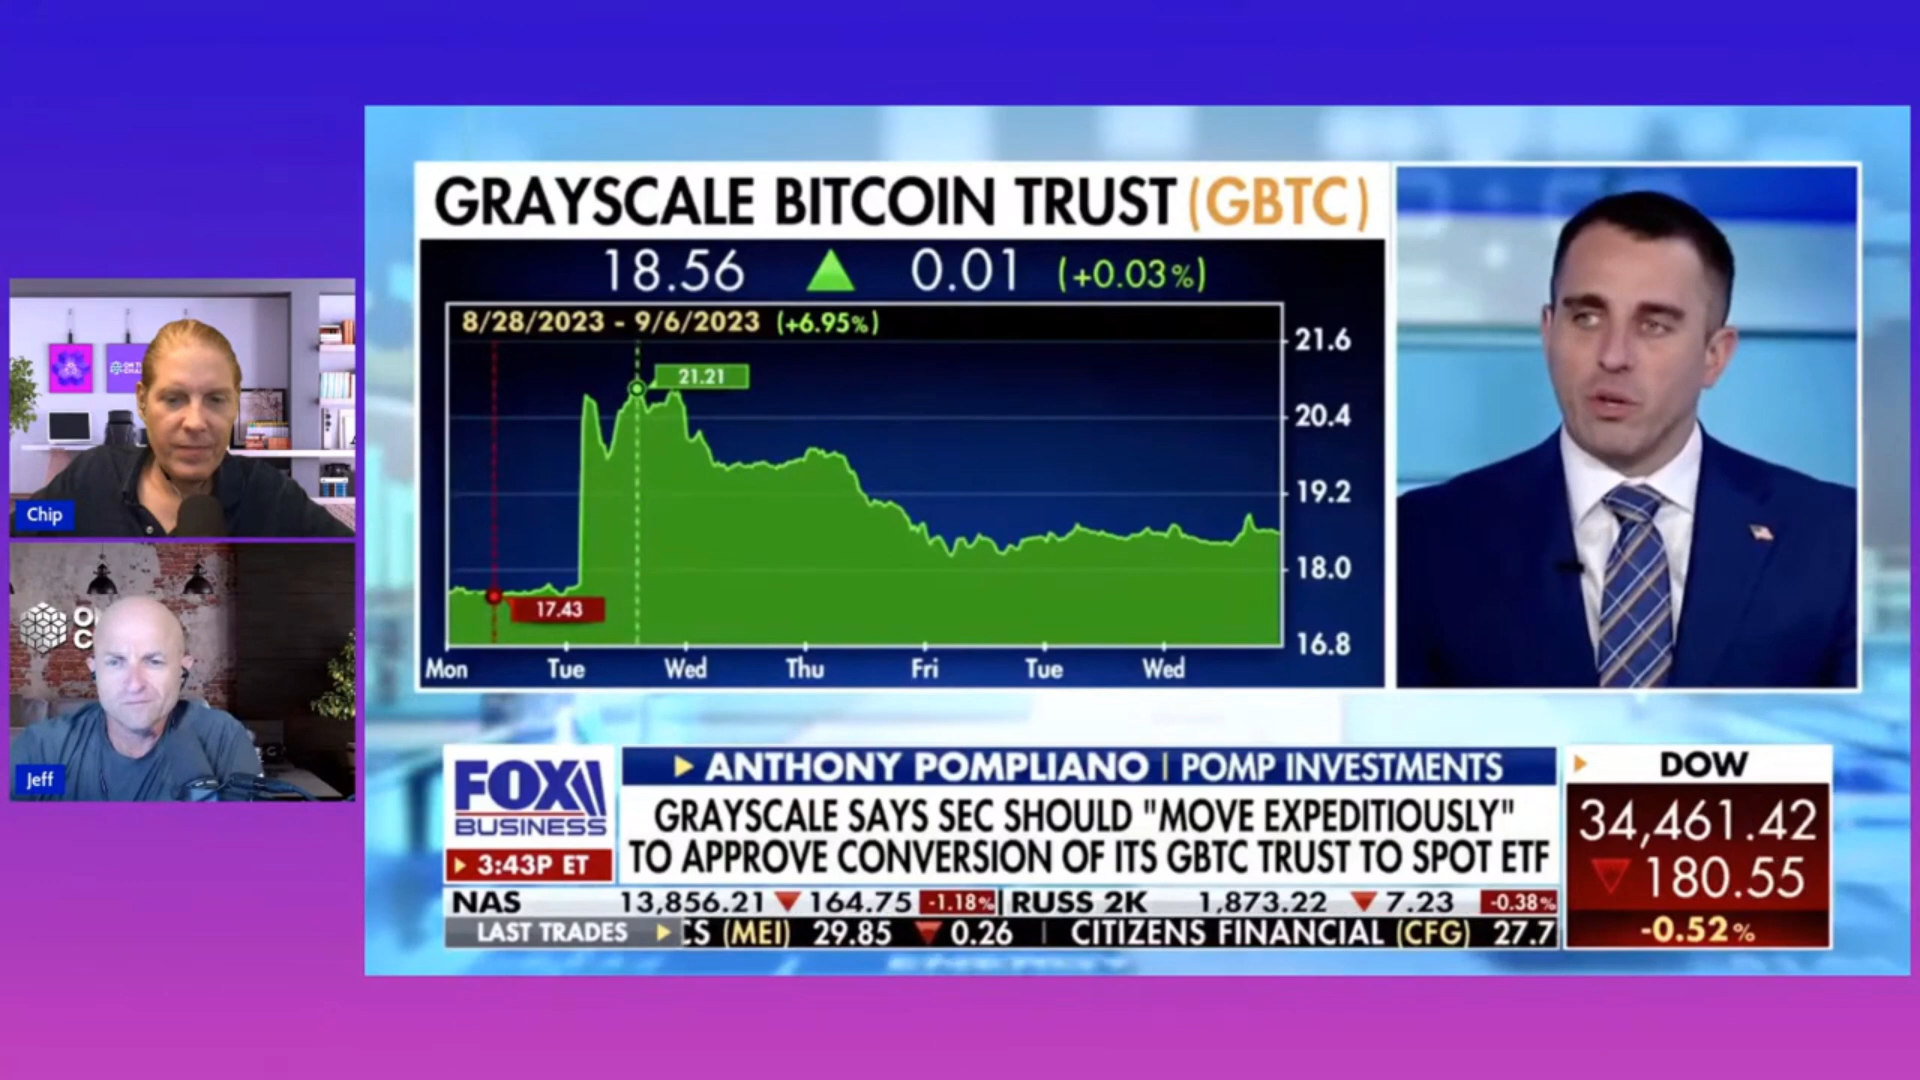 GRAYSCALE BITCOIN TRUST (GBTC)
18.56 ▲ 0.01 (+0.03%)
8/28/2023 - 9/6/2023 (+6.95%)
21.21
17.43
21.6
20.4
19.2
18.0
16.8
Mon Tue Wed Thu Fri Tue Wed
Chip
Jeff
FOX
BUSINESS
3:43P ET
ANTHONY POMPLIANO | POMP INVESTMENTS
GRAYSCALE SAYS SEC SHOULD "MOVE EXPEDITIOUSLY"
TO APPROVE CONVERSION OF ITS GBTC TRUST TO SPOT ETF
NAS 13,856.21 ▼ 164.75 -1.18% | RUSS 2K 1,873.22 ▼ 7.23 -0.38%
LAST TRADES CS (MEI) 29.85 ▼ 0.26 | CITIZENS FINANCIAL (CFG) 27.7
DOW
34,461.42
▼ 180.55
-0.52%